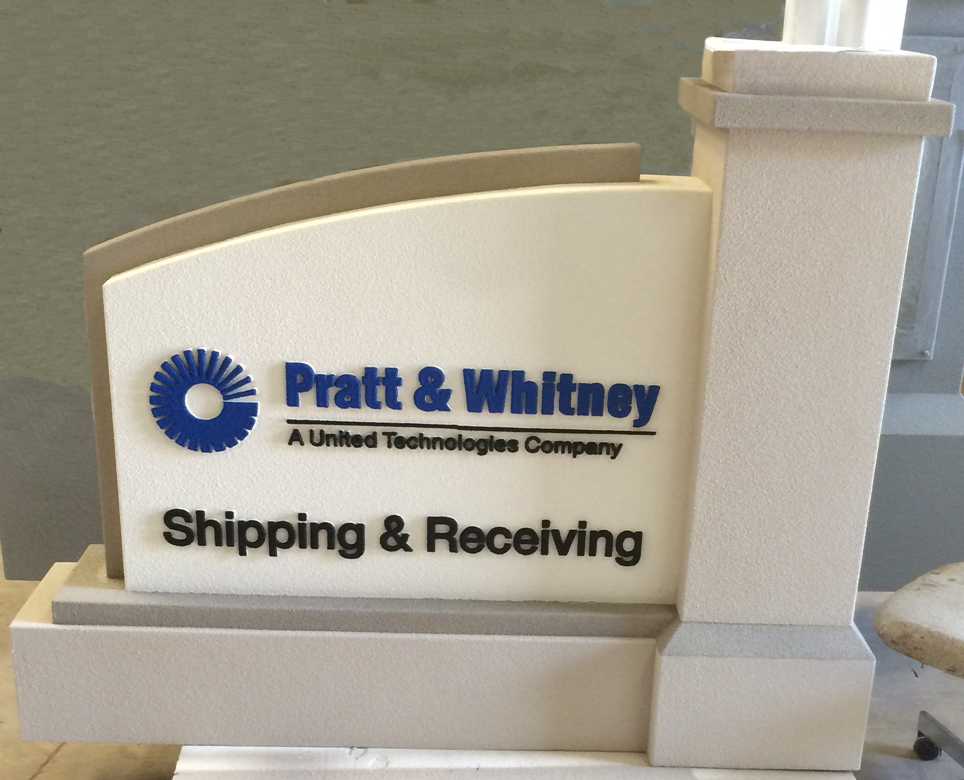 Pratt & Whitney
A United Technologies Company
Shipping & Receiving